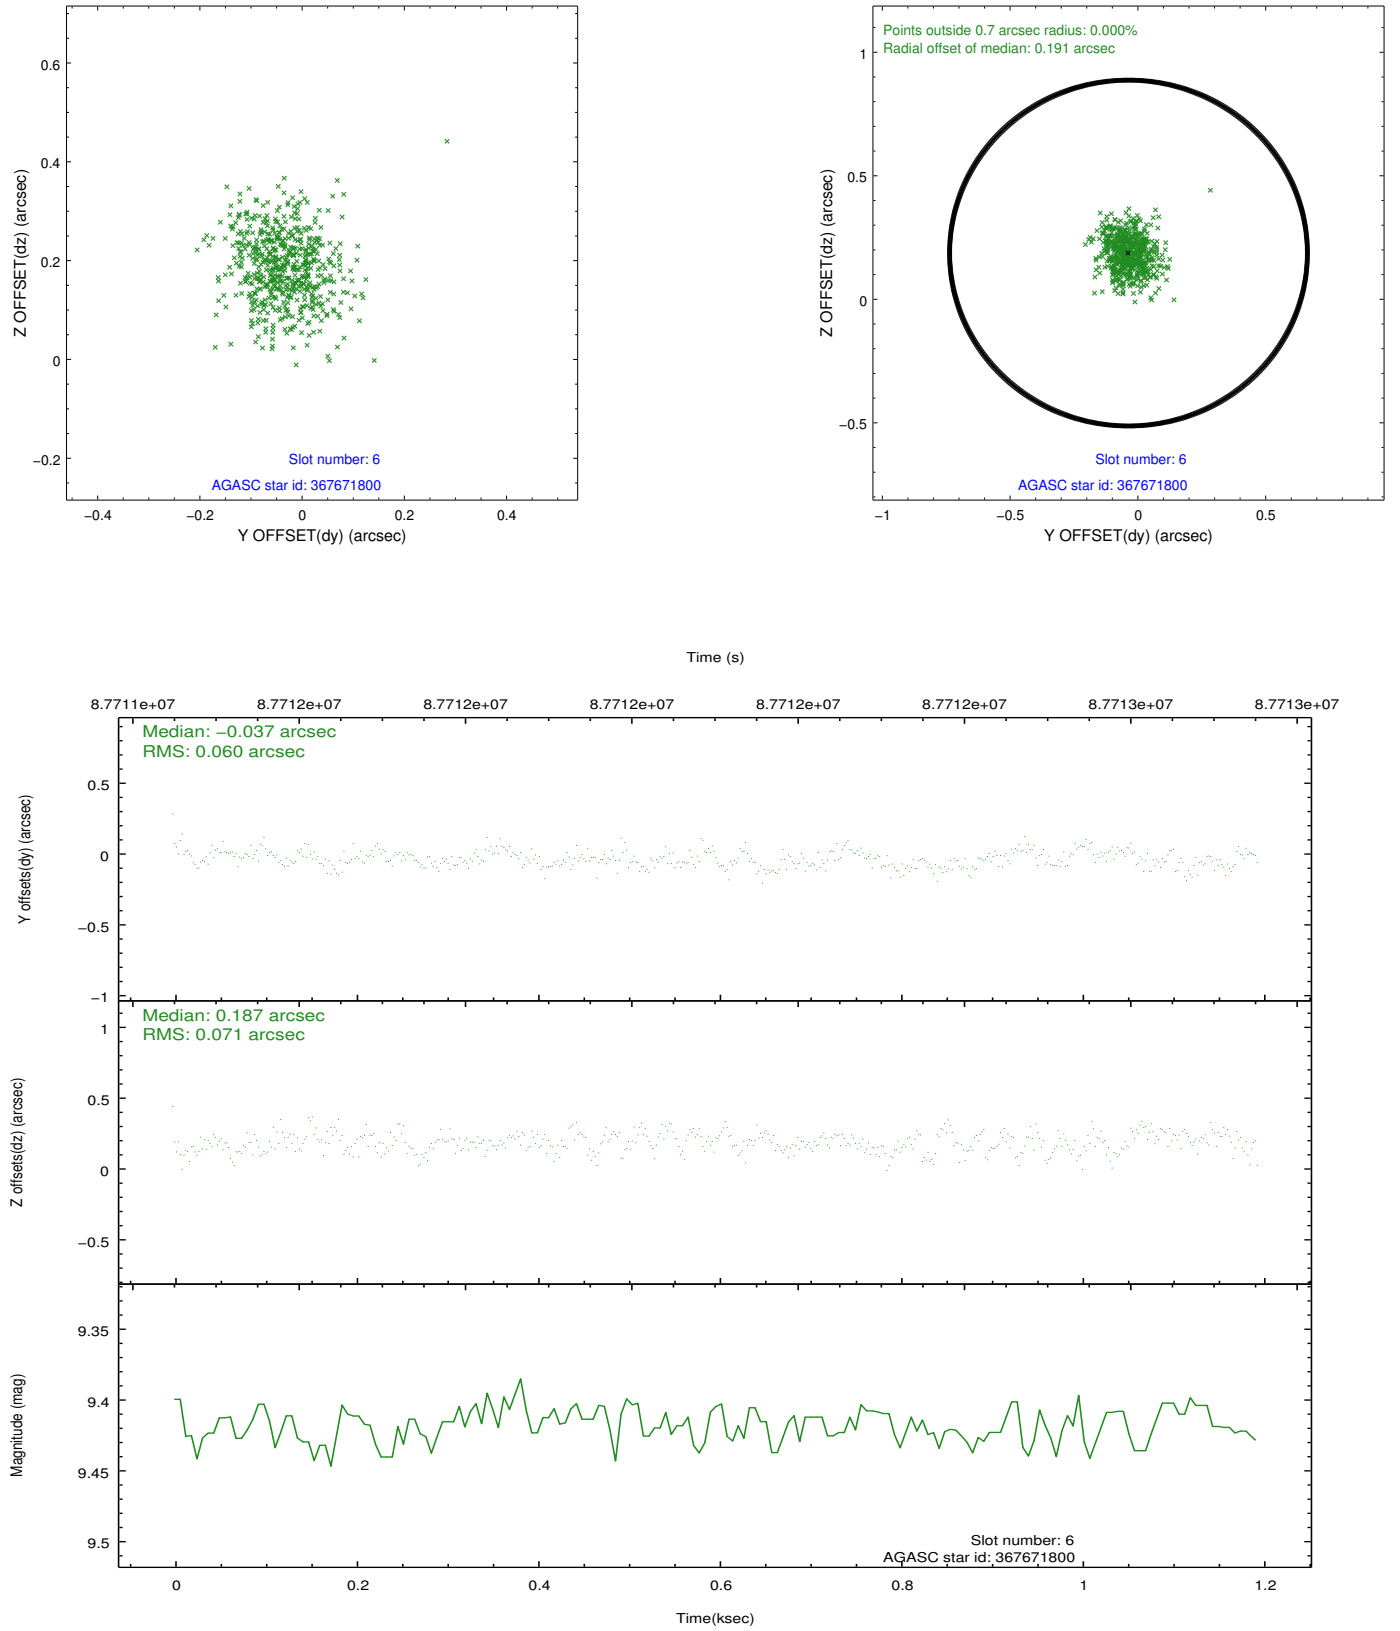 0.6
0.4
0.2
0
−0.2
Z OFFSET(dz) (arcsec)
Slot number: 6
AGASC star id: 367671800
−0.4 −0.2 0 0.2 0.4
Y OFFSET(dy) (arcsec)
Points outside 0.7 arcsec radius: 0.000%
Radial offset of median: 0.191 arcsec
1
0.5
0
−0.5
Z OFFSET(dz) (arcsec)
Slot number: 6
AGASC star id: 367671800
−1 −0.5 0 0.5
Y OFFSET(dy) (arcsec)
Time (s)
8.7711e+07 8.7712e+07 8.7712e+07 8.7712e+07 8.7712e+07 8.7712e+07 8.7713e+07 8.7713e+07
Median: −0.037 arcsec
RMS: 0.060 arcsec
0.5
0
−0.5
−1
Y offsets(dy) (arcsec)
Median: 0.187 arcsec
RMS: 0.071 arcsec
1
0.5
0
−0.5
Z offsets(dz) (arcsec)
9.35
9.4
9.45
9.5
Magnitude (mag)
Slot number: 6
AGASC star id: 367671800
0 0.2 0.4 0.6 0.8 1 1.2
Time(ksec)